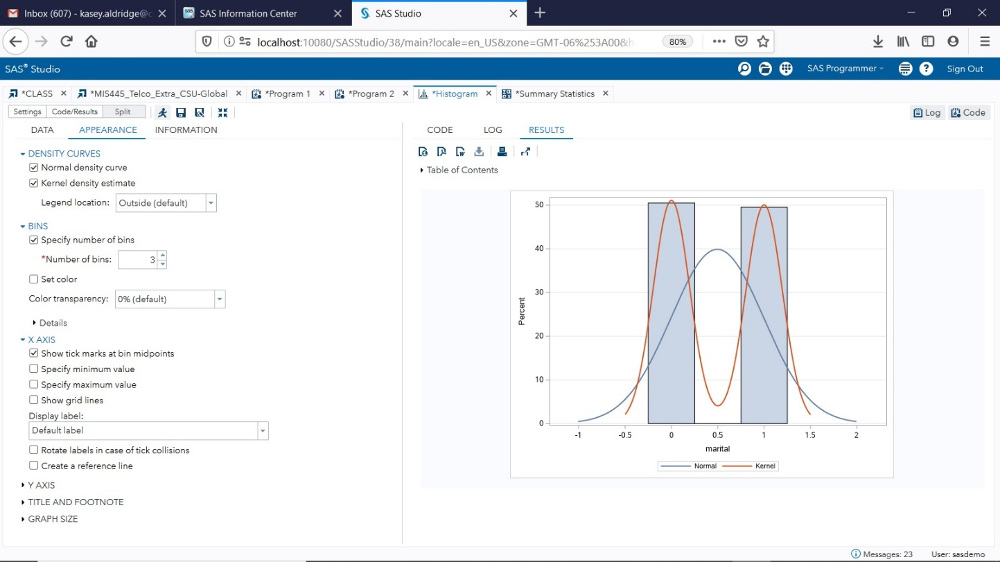 Inbox (607) - kasey.aldridge@c
SAS Information Center
SAS Studio
localhost:10080/SASStudio/38/main?locale=en_US&zone=GMT-06%253A00&h
80%
SAS® Studio
SAS Programmer
Sign Out
*CLASS
*MIS445_Telco_Extra_CSU-Global
*Program 1
*Program 2
*Histogram
*Summary Statistics
Settings Code/Results Split
Log
Code
DATA APPEARANCE INFORMATION
DENSITY CURVES
Normal density curve
Kernel density estimate
Legend location: Outside (default)
BINS
Specify number of bins
*Number of bins: 3
Set color
Color transparency: 0% (default)
Details
X AXIS
Show tick marks at bin midpoints
Specify minimum value
Specify maximum value
Show grid lines
Display label:
Default label
Rotate labels in case of tick collisions
Create a reference line
Y AXIS
TITLE AND FOOTNOTE
GRAPH SIZE
CODE LOG RESULTS
Table of Contents
50
40
30
20
10
0
Percent
-1 -0.5 0 0.5 1 1.5 2
marital
Normal Kernel
Messages: 23 User: sasdemo